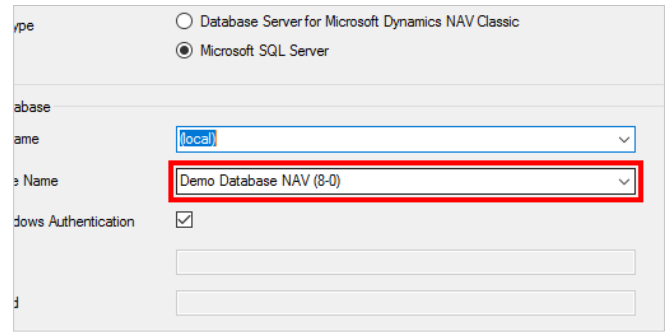 ype
Database Server for Microsoft Dynamics NAV Classic
Microsoft SQL Server
abase
ame
(local)
e Name
Demo Database NAV (8-0)
dows Authentication
d